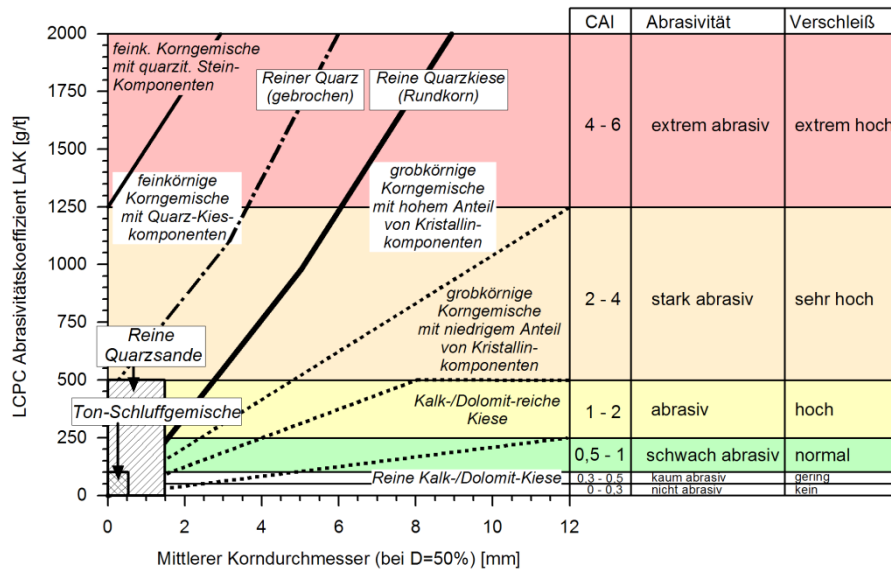 CAI Abrasivität Verschleiß
LCPC Abrasivitätskoeffizient LAK [g/t]
2000
1750
1500
1250
1000
750
500
250
0
feink. Korngemische
mit quarzit. Stein-
Komponenten
Reiner Quarz
(gebrochen)
Reine Quarzkiese
(Rundkorn)
feinkörnige
Korngemische
mit Quarz-Kies-
komponenten
grobkörnige
Korngemische
mit hohem Anteil
von Kristallin-
komponenten
grobkörnige
Korngemische
mit niedrigem Anteil
von Kristallin-
komponenten
Reine
Quarzsande
Ton-Schluffgemische
Kalk-/Dolomit-reiche
Kiese
Reine Kalk-/Dolomit-Kiese
4 - 6 extrem abrasiv extrem hoch
2 - 4 stark abrasiv sehr hoch
1 - 2 abrasiv hoch
0,5 - 1 schwach abrasiv normal
0.3 - 0.5 kaum abrasiv gering
0 - 0.3 nicht abrasiv kein
0 2 4 6 8 10 12
Mittlerer Korndurchmesser (bei D=50%) [mm]